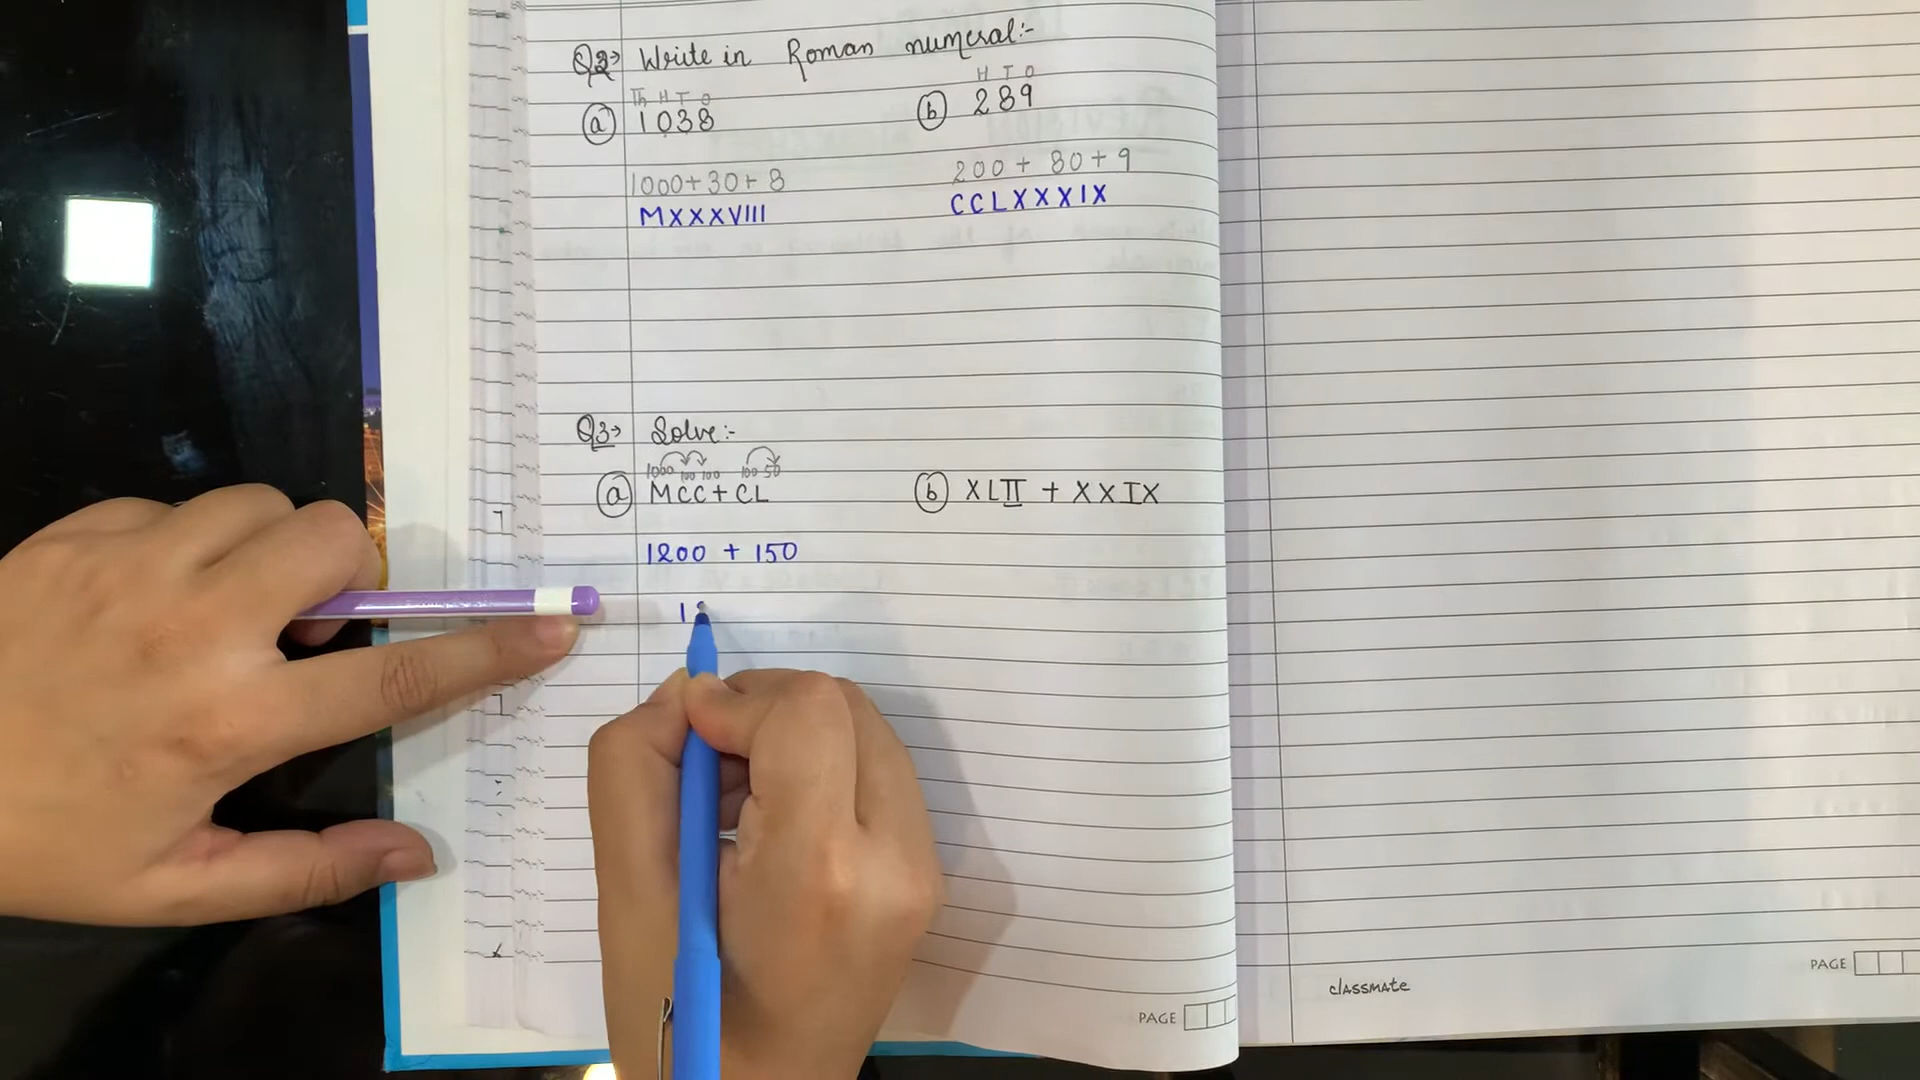 Q2→ Write in Roman numeral:-
Th H T O
H T O
(a) 1038
(b) 289
1000+30+8
200 + 80+9
MXXXVIII
CCLXXXIX
Q3→ Solve:-
1000 100 100 100 50
(a) MCC+CL
(b) XLII + XXIX
1200 + 150
1
PAGE
classmate
PAGE